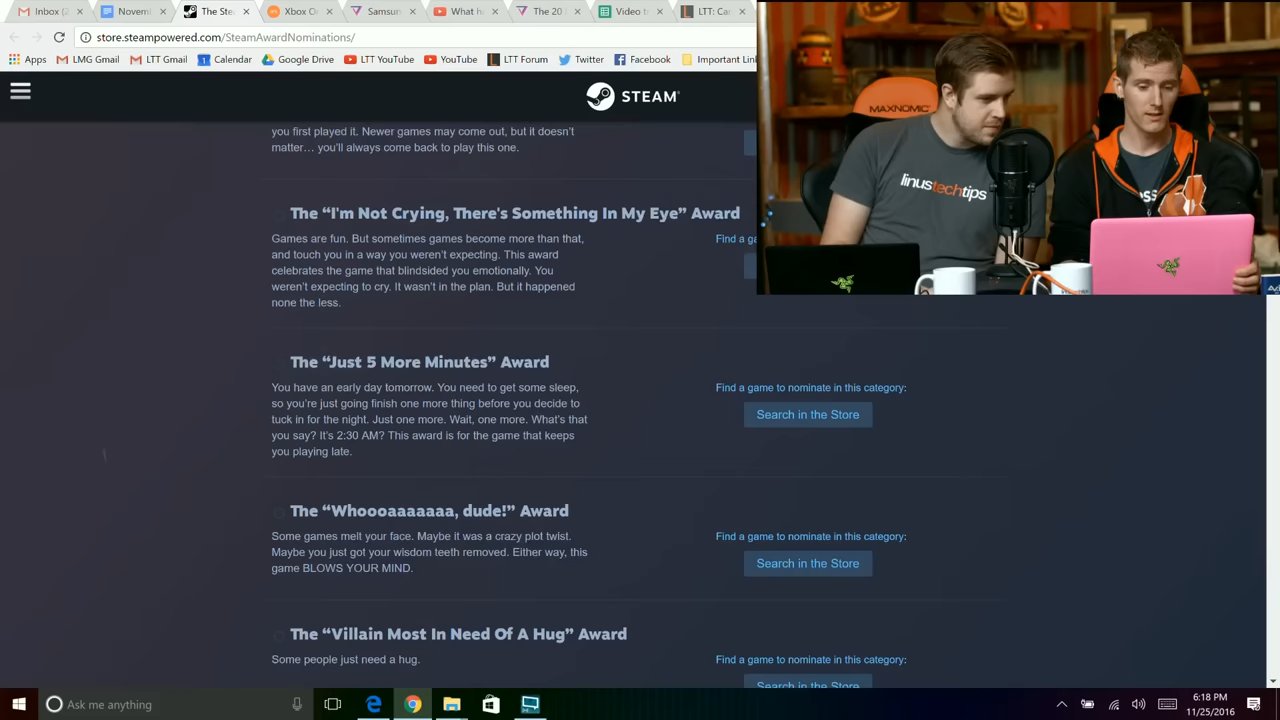 Inbox (2
Novem
The Ste
Xbox O
Samsu
What h
The 20
Video t
LTT: Ca
store.steampowered.com/SteamAwardNominations/
Apps LMG Gmail LTT Gmail Calendar Google Drive LTT YouTube YouTube LTT Forum Twitter Facebook Important Lin
STEAM
you first played it. Newer games may come out, but it doesn't
matter… you'll always come back to play this one.
The “I'm Not Crying, There's Something In My Eye” Award
Games are fun. But sometimes games become more than that,
and touch you in a way you weren't expecting. This award
celebrates the game that blindsided you emotionally. You
weren't expecting to cry. It wasn't in the plan. But it happened
none the less.
Find a ga
The “Just 5 More Minutes” Award
You have an early day tomorrow. You need to get some sleep,
so you're just going finish one more thing before you decide to
tuck in for the night. Just one more. Wait, one more. What's that
you say? It's 2:30 AM? This award is for the game that keeps
you playing late.
Find a game to nominate in this category:
Search in the Store
The “Whoooaaaaaaa, dude!” Award
Some games melt your face. Maybe it was a crazy plot twist.
Maybe you just got your wisdom teeth removed. Either way, this
game BLOWS YOUR MIND.
Find a game to nominate in this category:
Search in the Store
The “Villain Most In Need Of A Hug” Award
Some people just need a hug.
Find a game to nominate in this category:
Search in the Store
MAXNOMIC
linustechtips
Ask me anything
6:18 PM
11/25/2016